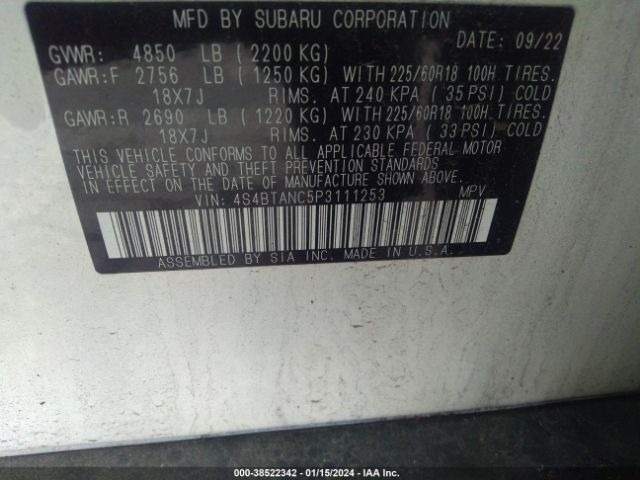 MFD BY SUBARU CORPORATION
DATE: 09/22
GVWR: 4850 LB ( 2200 KG)
GAWR:F 2756 LB ( 1250 KG) WITH 225/60R18 100H TIRES.
18X7J RIMS. AT 240 KPA ( 35 PSI) COLD
GAWR:R 2690 LB ( 1220 KG) WITH 225/60R18 100H TIRES.
18X7J RIMS. AT 230 KPA ( 33 PSI) COLD
THIS VEHICLE CONFORMS TO ALL APPLICABLE FEDERAL MOTOR
VEHICLE SAFETY AND THEFT PREVENTION STANDARDS
IN EFFECT ON THE DATE OF MANUFACTURE SHOWN ABOVE.
VIN: 4S4BTANC5P3111253 MPV
ASSEMBLED BY SIA INC. MADE IN U.S.A.
000-38522342 - 01/15/2024 - IAA Inc.